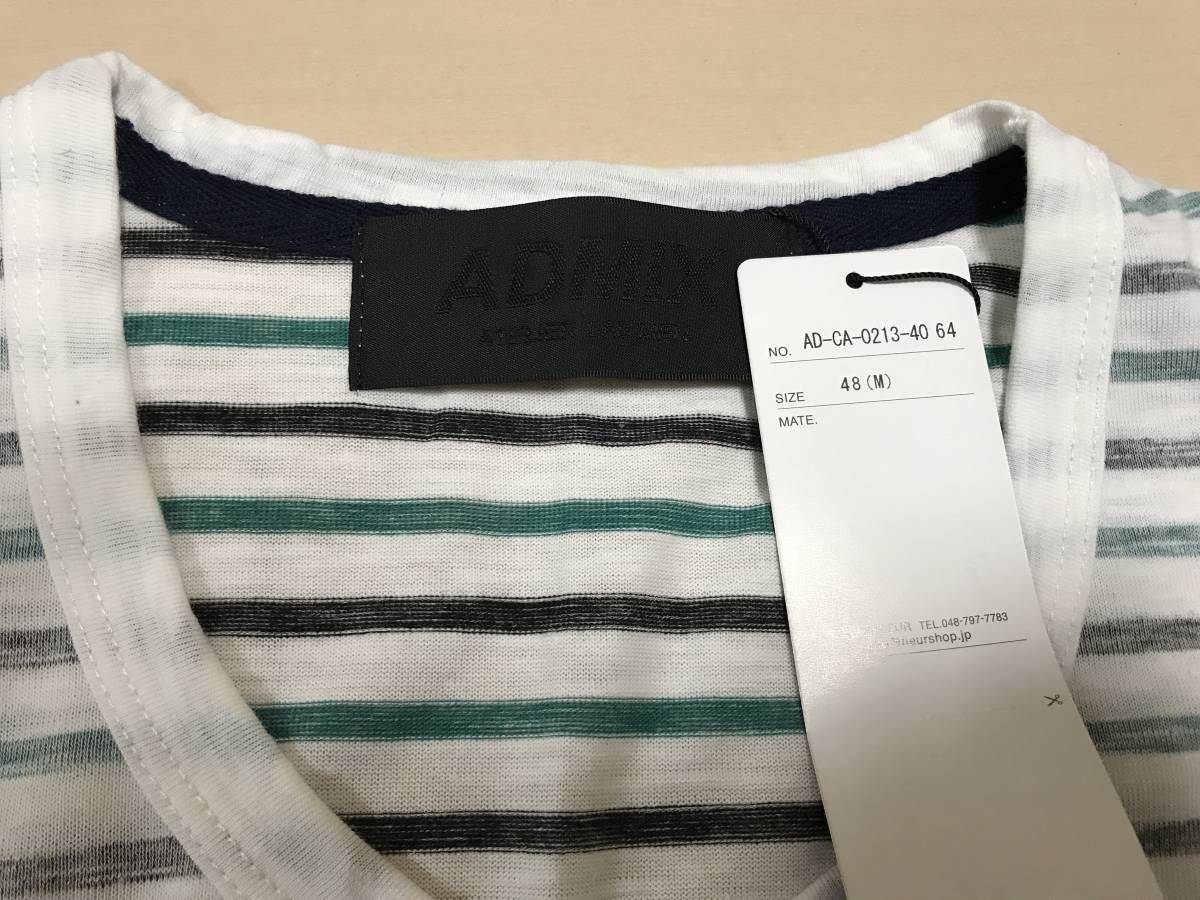 ADMIX
NO. AD-CA-0213-40 64
SIZE 48(M)
MATE.
TEL.048-797-7783